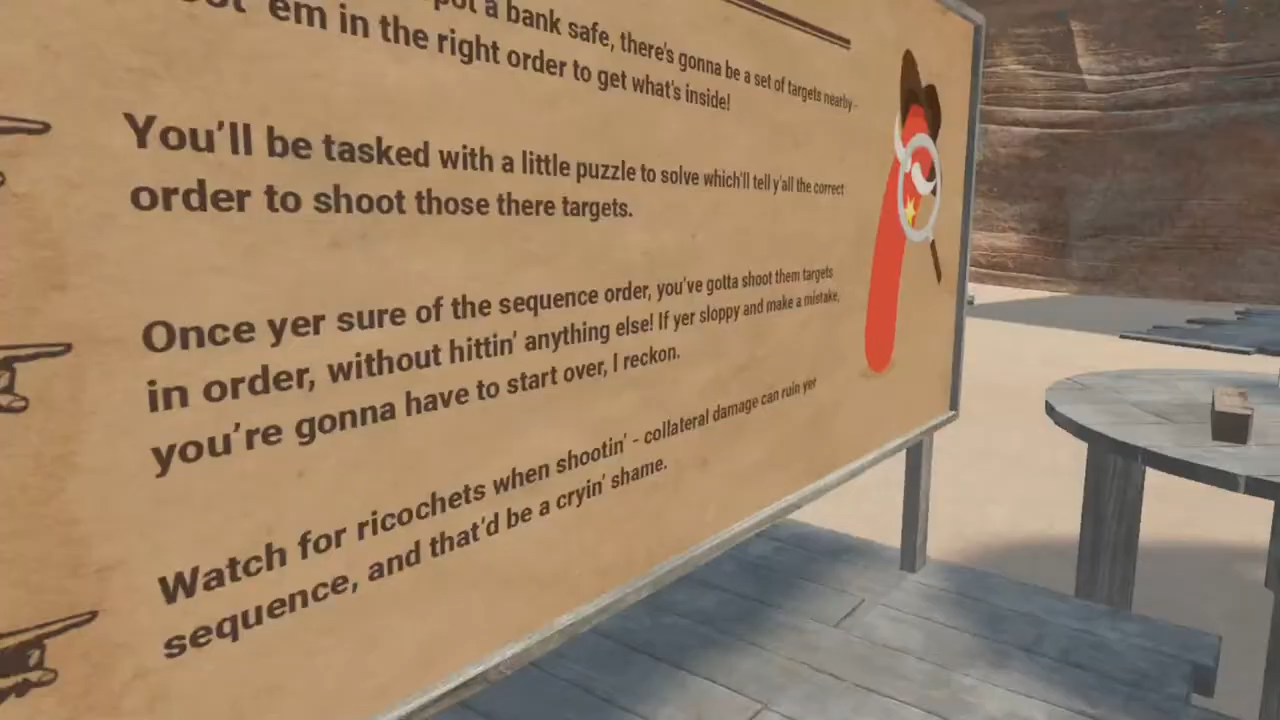 a bank safe, there's gonna be a set of targets nearby -
'em in the right order to get what's inside!
You'll be tasked with a little puzzle to solve which'll tell y'all the correct
order to shoot those there targets.
Once yer sure of the sequence order, you've gotta shoot them targets
in order, without hittin' anything else! If yer sloppy and make a mistake,
you're gonna have to start over, I reckon.
Watch for ricochets when shootin' - collateral damage can ruin yer
sequence, and that'd be a cryin' shame.